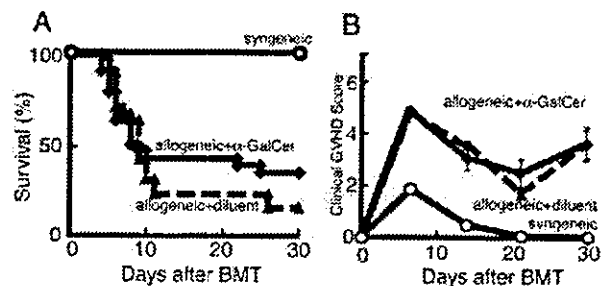 A
syngeneic
100
50
0
allogeneic+α-GalCer
allogeneic+diluent
0 10 20 30
Survival (%)
Days after BMT
B
6
4
2
0
allogeneic+α-GalCer
allogeneic+diluent
syngeneic
0 10 20 30
Clinical GVHD Score
Days after BMT